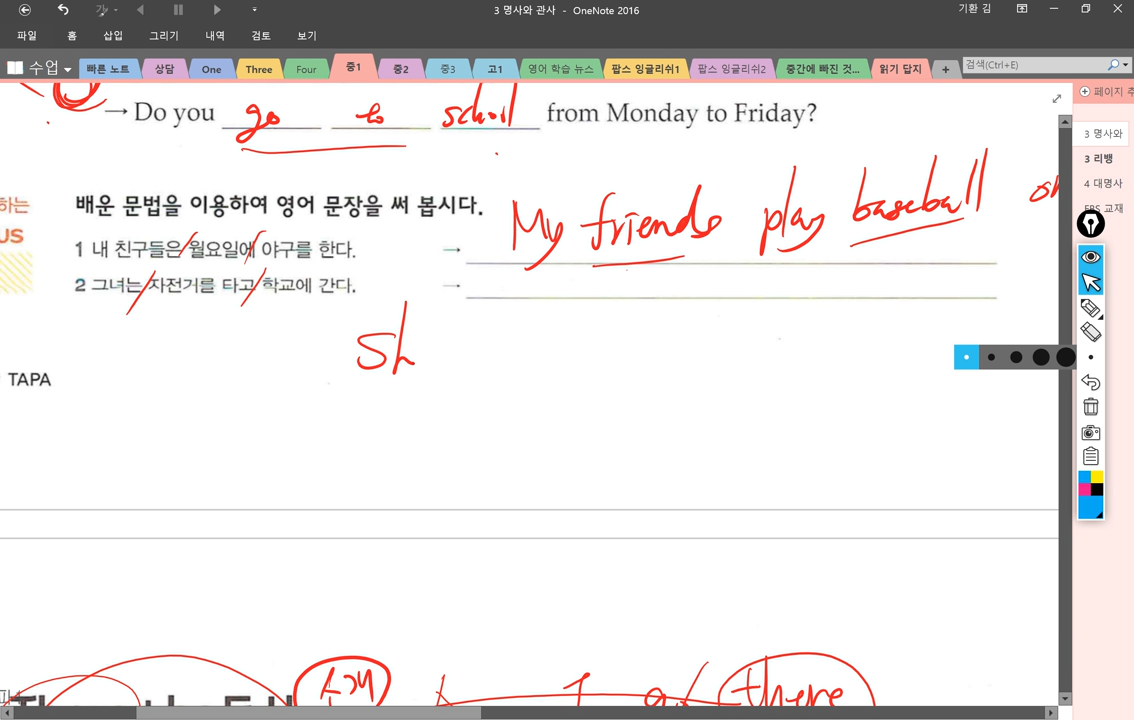 3 명사와 관사 - OneNote 2016
기환 김
파일 홈 삽입 그리기 내역 검토 보기
수업 빠른 노트 상담 One Three Four 중1 중2 중3 고1 영어 학습 뉴스 팝스 잉글리쉬1 팝스 잉글리쉬2 중간에 빠진 것... 읽기 답지 + 검색(Ctrl+E)
페이지 추
→ Do you go to school from Monday to Friday?
3 명사와
3 리뱅
4 대명사
EBS 교재
하는
US
배운 문법을 이용하여 영어 문장을 써 봅시다.
My friends play baseball
1 내 친구들은 월요일에 야구를 한다. →
2 그녀는 자전거를 타고 학교에 간다. →
Sh
TAPA
there